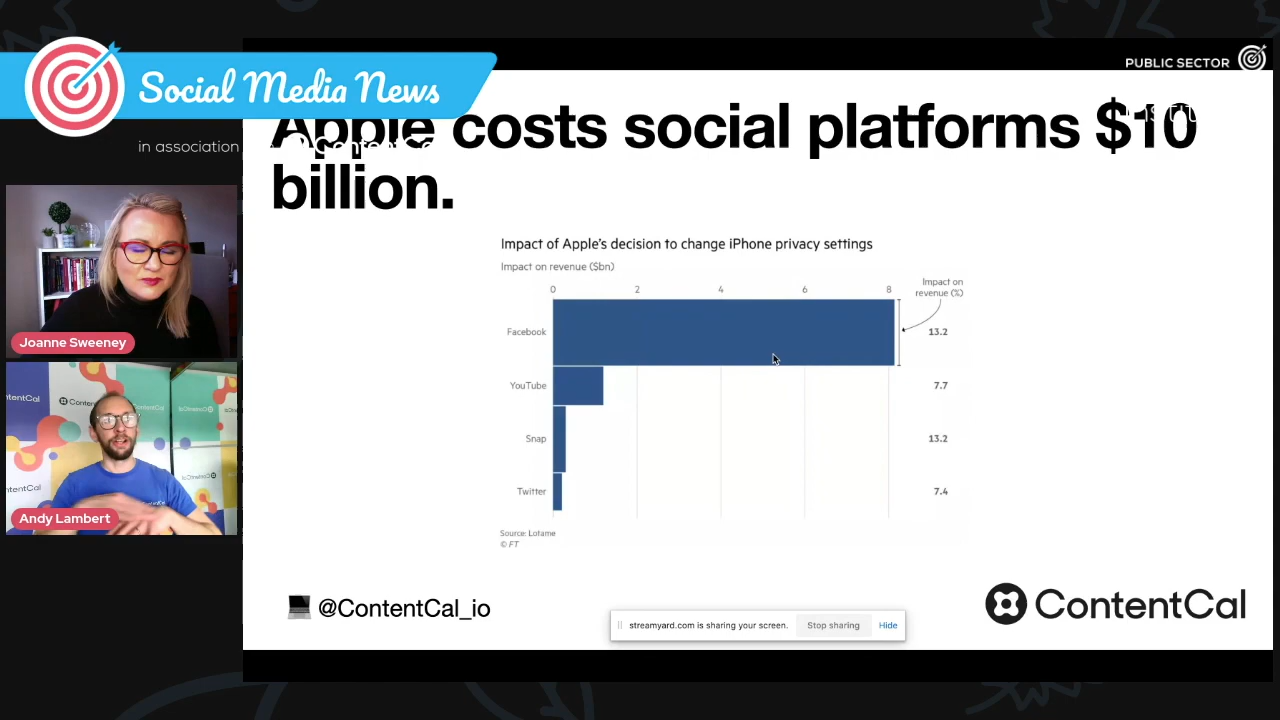 Social Media News
PUBLIC SECTOR
in association
ContentCal
Apple costs social platforms $10
billion.
Joanne Sweeney
ContentCal
Andy Lambert
Impact of Apple's decision to change iPhone privacy settings
Impact on revenue ($bn)
0 2 4 6 8
Impact on
revenue (%)
Facebook 13.2
YouTube 7.7
Snap 13.2
Twitter 7.4
Source: Lotame
© FT
@ContentCal_io
ContentCal
streamyard.com is sharing your screen. Stop sharing Hide